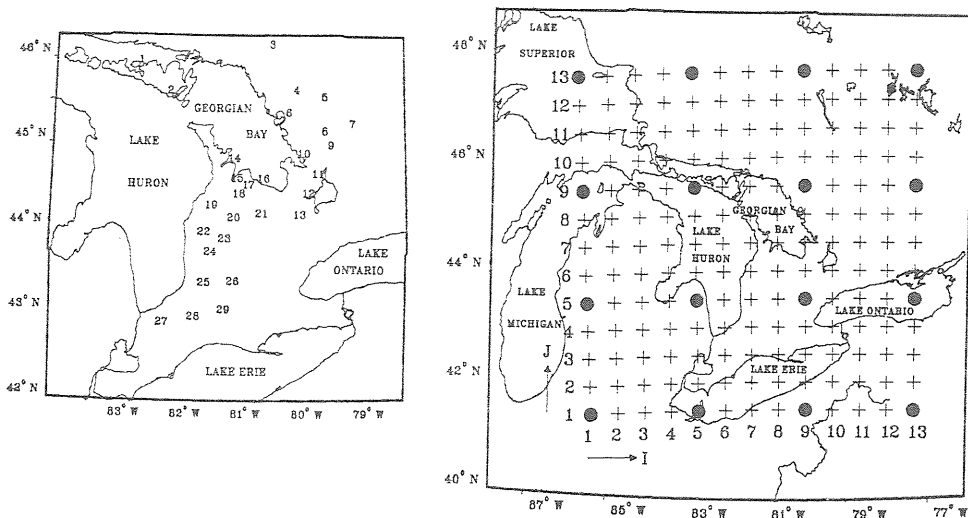 46° N
45° N
44° N
43° N
42° N
3
1
2
4
5
GEORGIAN
BAY
6
7
6
9
LAKE
HURON
10
14
11
15
16
17
12
18
19
20
21
13
22
23
24
LAKE
ONTARIO
25
26
27
28
29
LAKE ERIE
83° W
82° W
81° W
80° W
79° W
48° N
46° N
44° N
42° N
40° N
LAKE
SUPERIOR
13
12
11
10
9
8
7
6
5
4
3
2
1
GEORGIAN
BAY
LAKE
HURON
LAKE
MICHIGAN
LAKE ONTARIO
LAKE ERIE
J
1 2 3 4 5 6 7 8 9 10 11 12 13
I
87° W
85° W
83° W
81° W
79° W
77° W